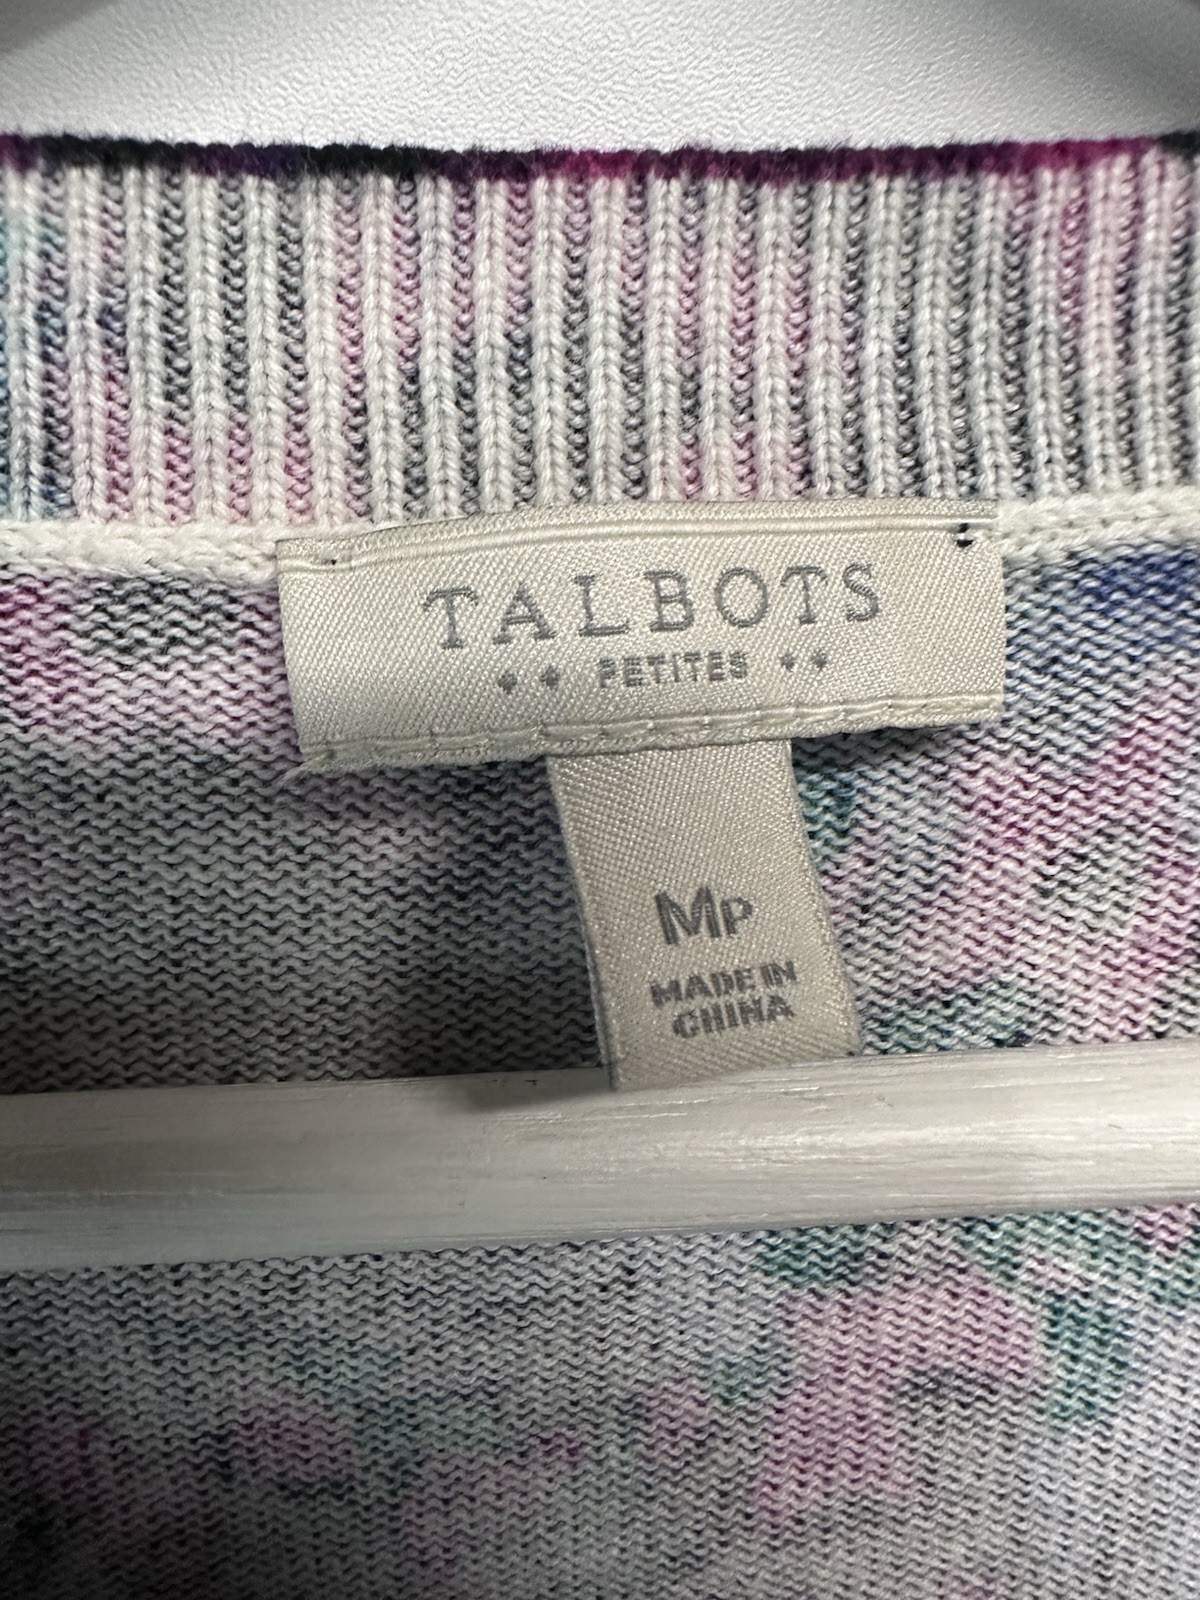 TALBOTS
PETITES
MP
MADE IN
CHINA